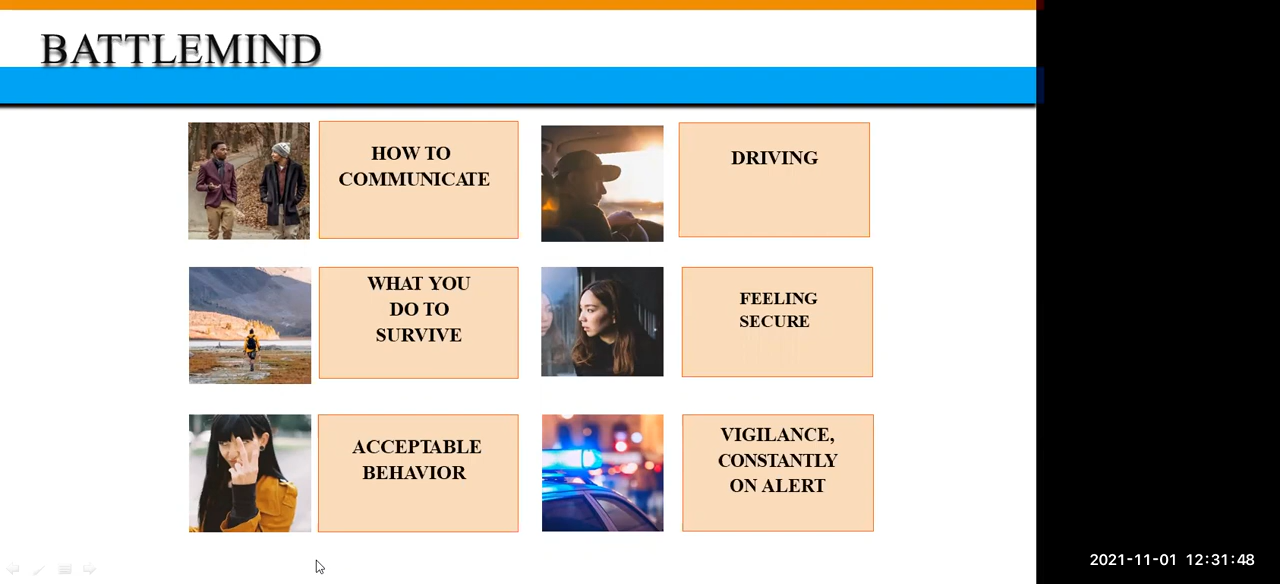 BATTLEMIND
HOW TO
COMMUNICATE
DRIVING
WHAT YOU
DO TO
SURVIVE
FEELING
SECURE
ACCEPTABLE
BEHAVIOR
VIGILANCE,
CONSTANTLY
ON ALERT
2021-11-01 12:31:48